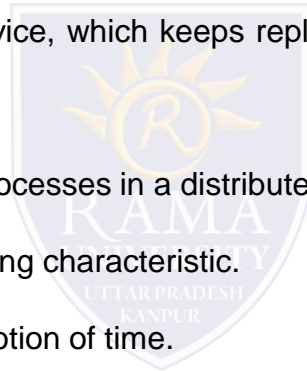 vice, which keeps repl
ocesses in a distribute
RAMA
UNIVERSITY
ng characteristic.
UTTAR PRADESH
KANPUR
otion of time.